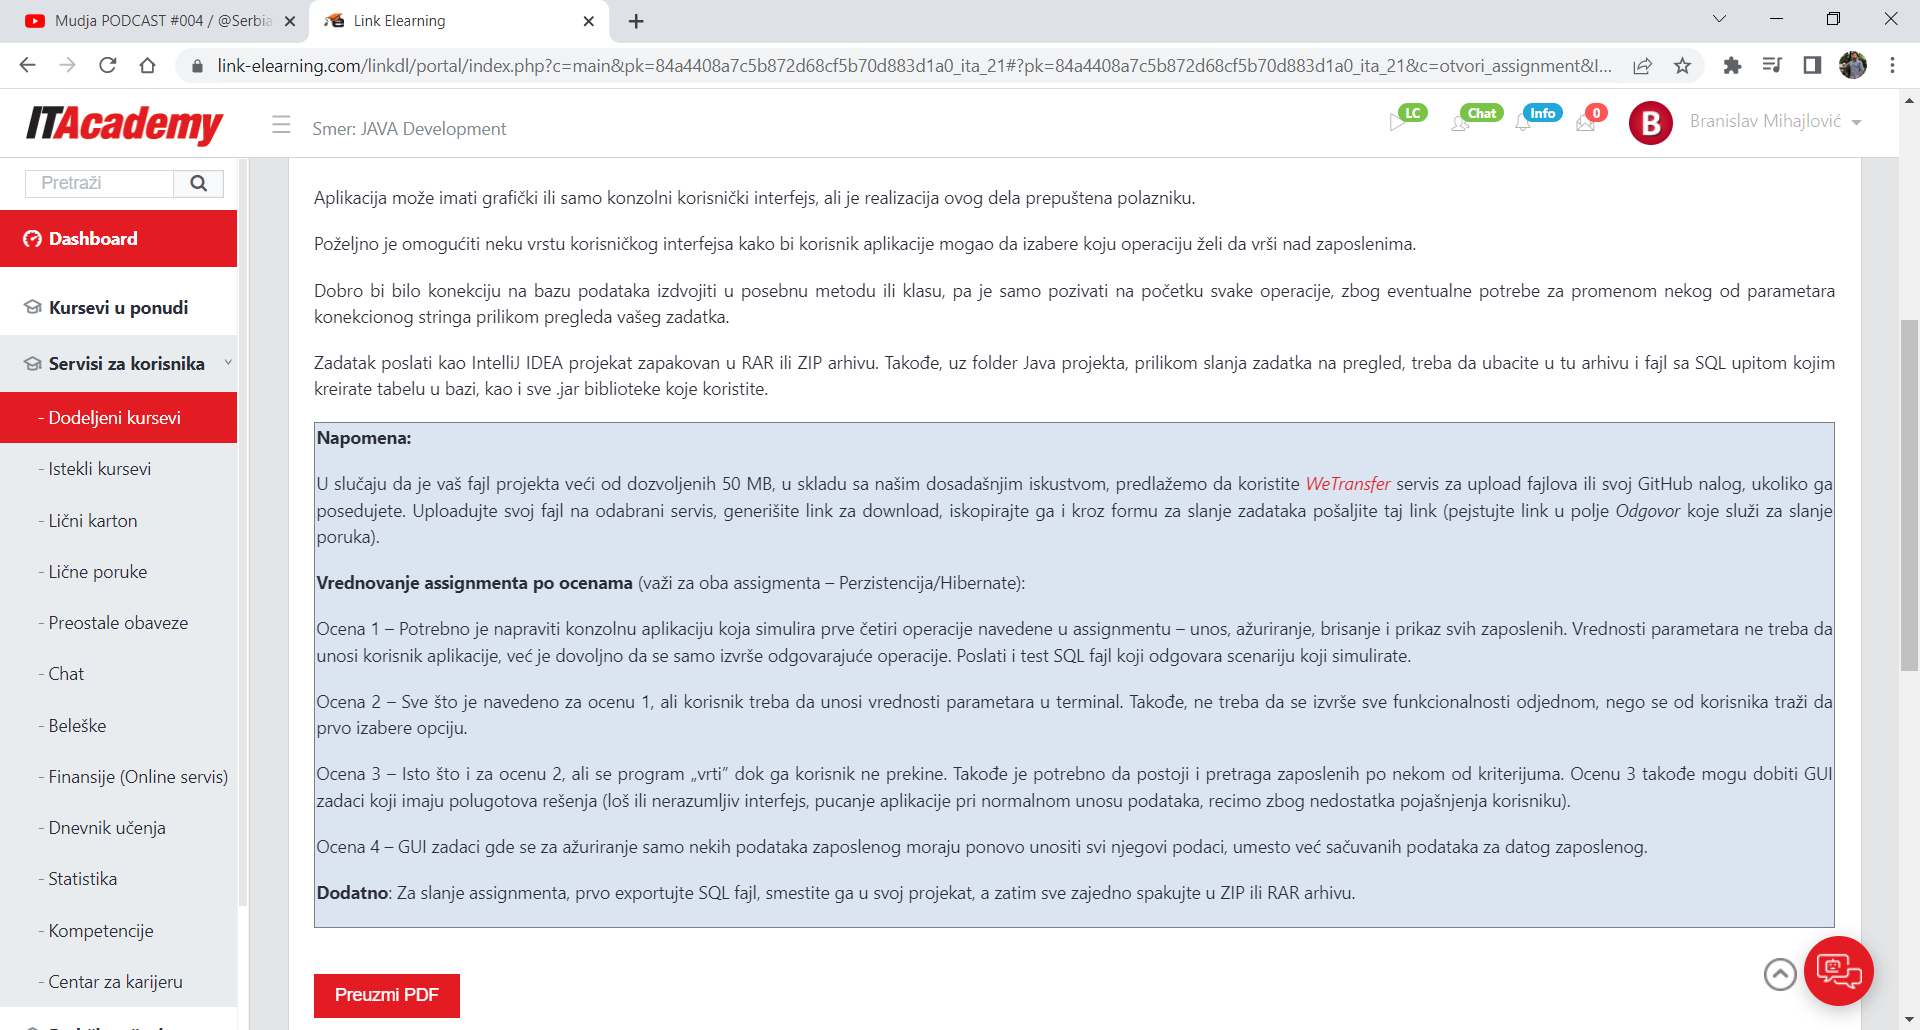 Mudja PODCAST #004 / @Serbia
Link Elearning
link-elearning.com/linkdl/portal/index.php?c=main&pk=84a4408a7c5b872d68cf5b70d883d1a0_ita_21#?pk=84a4408a7c5b872d68cf5b70d883d1a0_ita_21&c=otvori_assignment&l...
ITAcademy
Smer: JAVA Development
LC
Chat
Info
0
B
Branislav Mihajlović
Pretraži
Dashboard
Kursevi u ponudi
Servisi za korisnika
- Dodeljeni kursevi
- Istekli kursevi
- Lični karton
- Lične poruke
- Preostale obaveze
- Chat
- Beleške
- Finansije (Online servis)
- Dnevnik učenja
- Statistika
- Kompetencije
- Centar za karijeru
Aplikacija može imati grafički ili samo konzolni korisnički interfejs, ali je realizacija ovog dela prepuštena polazniku.
Poželjno je omogućiti neku vrstu korisničkog interfejsa kako bi korisnik aplikacije mogao da izabere koju operaciju želi da vrši nad zaposlenima.
Dobro bi bilo konekciju na bazu podataka izdvojiti u posebnu metodu ili klasu, pa je samo pozivati na početku svake operacije, zbog eventualne potrebe za promenom nekog od parametara
konekcionog stringa prilikom pregleda vašeg zadatka.
Zadatak poslati kao IntelliJ IDEA projekat zapakovan u RAR ili ZIP arhivu. Takođe, uz folder Java projekta, prilikom slanja zadatka na pregled, treba da ubacite u tu arhivu i fajl sa SQL upitom kojim
kreirate tabelu u bazi, kao i sve .jar biblioteke koje koristite.
Napomena:
U slučaju da je vaš fajl projekta veći od dozvoljenih 50 MB, u skladu sa našim dosadašnjim iskustvom, predlažemo da koristite WeTransfer servis za upload fajlova ili svoj GitHub nalog, ukoliko ga
posedujete. Uploadujte svoj fajl na odabrani servis, generišite link za download, iskopirajte ga i kroz formu za slanje zadataka pošaljite taj link (pejstujte link u polje Odgovor koje služi za slanje
poruka).
Vrednovanje assignmenta po ocenama (važi za oba assigmenta – Perzistencija/Hibernate):
Ocena 1 – Potrebno je napraviti konzolnu aplikaciju koja simulira prve četiri operacije navedene u assignmentu – unos, ažuriranje, brisanje i prikaz svih zaposlenih. Vrednosti parametara ne treba da
unosi korisnik aplikacije, već je dovoljno da se samo izvrše odgovarajuće operacije. Poslati i test SQL fajl koji odgovara scenariju koji simulirate.
Ocena 2 – Sve što je navedeno za ocenu 1, ali korisnik treba da unosi vrednosti parametara u terminal. Takođe, ne treba da se izvrše sve funkcionalnosti odjednom, nego se od korisnika traži da
prvo izabere opciju.
Ocena 3 – Isto što i za ocenu 2, ali se program „vrti” dok ga korisnik ne prekine. Takođe je potrebno da postoji i pretraga zaposlenih po nekom od kriterijuma. Ocenu 3 takođe mogu dobiti GUI
zadaci koji imaju polugotova rešenja (loš ili nerazumljiv interfejs, pucanje aplikacije pri normalnom unosu podataka, recimo zbog nedostatka pojašnjenja korisniku).
Ocena 4 – GUI zadaci gde se za ažuriranje samo nekih podataka zaposlenog moraju ponovo unositi svi njegovi podaci, umesto već sačuvanih podataka za datog zaposlenog.
Dodatno: Za slanje assignmenta, prvo exportujte SQL fajl, smestite ga u svoj projekat, a zatim sve zajedno spakujte u ZIP ili RAR arhivu.
Preuzmi PDF